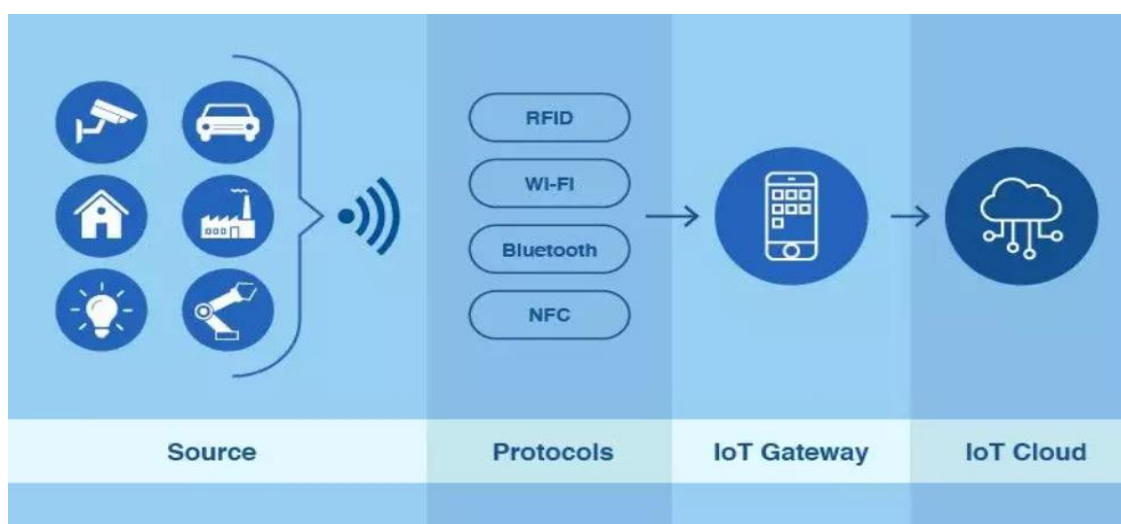 RFID
WI-FI
Bluetooth
NFC
Source
Protocols
IoT Gateway
IoT Cloud